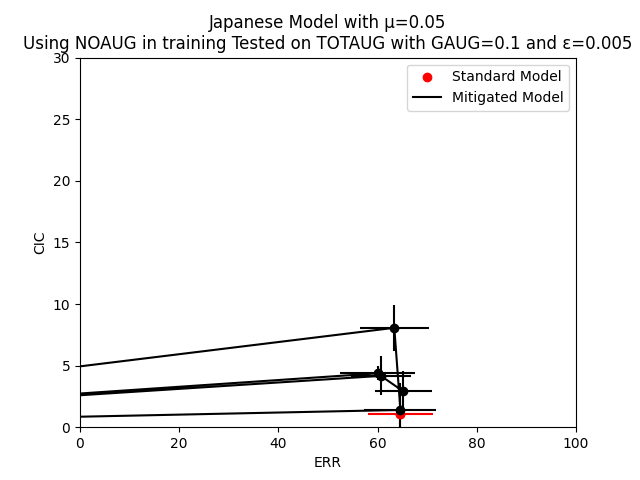 Japanese Model with μ=0.05
Using NOAUG in training Tested on TOTAUG with GAUG=0.1 and ε=0.005
Standard Model
Mitigated Model
30
25
20
15
10
5
0
CIC
0 20 40 60 80 100
ERR